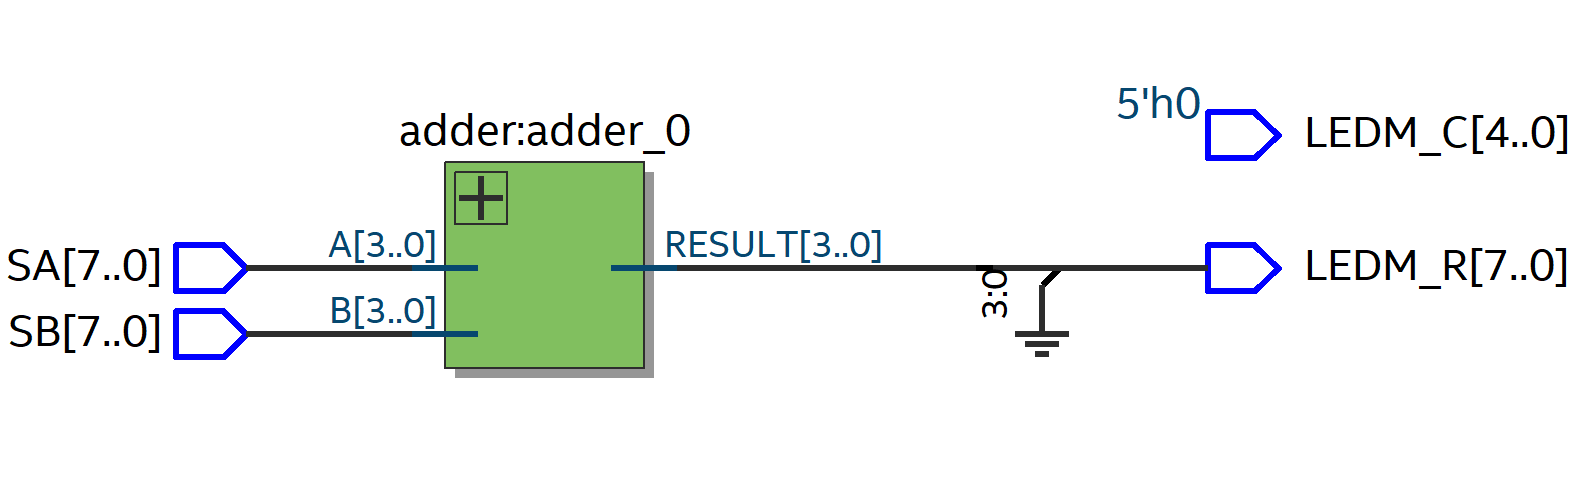 5'h0
LEDM_C[4..0]
adder:adder_0
SA[7..0]
A[3..0]
RESULT[3..0]
3:0
LEDM_R[7..0]
SB[7..0]
B[3..0]